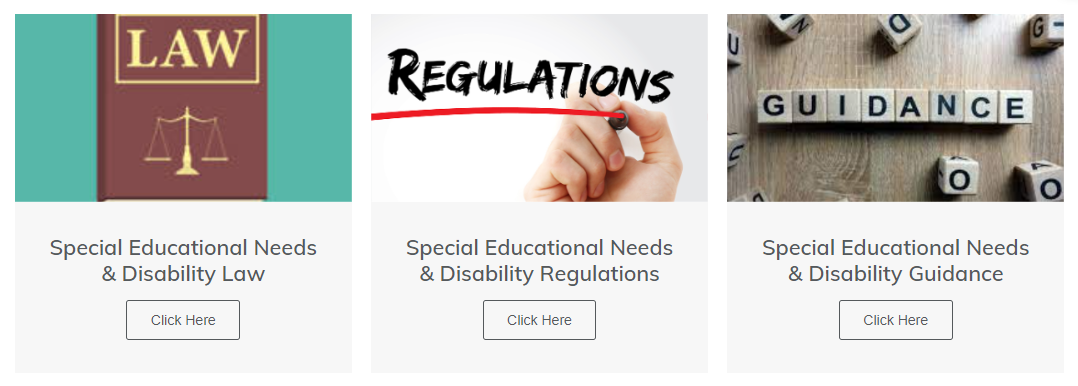 LAW
Special Educational Needs
& Disability Law
Click Here
REGULATIONS
Special Educational Needs
& Disability Regulations
Click Here
U
N
D
G
GUIDANCE
O
A
O
Special Educational Needs
& Disability Guidance
Click Here